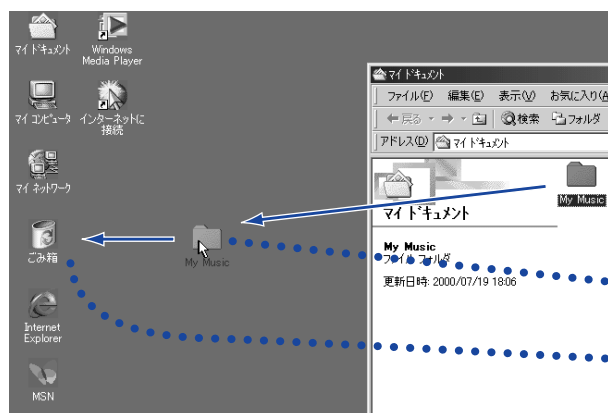 マイ ドキュメント
Windows
Media Player
マイ コンピュータ
インターネットに
接続
マイ ネットワーク
ごみ箱
My Music
Internet
Explorer
MSN
マイ ドキュメント
ファイル(F) 編集(E) 表示(V) お気に入り(A
戻る 検索 フォルダ
アドレス(D) マイ ドキュメント
My Music
マイ ドキュメント
My Music
ファイル フォルダ
更新日時: 2000/07/19 18:06